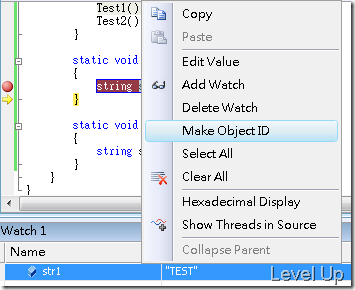 Test1()
Test2()
}
static void
{
string s
}
static void
{
string s
}
}
}
Copy
Paste
Edit Value
Add Watch
Delete Watch
Make Object ID
Select All
Clear All
Hexadecimal Display
Show Threads in Source
Collapse Parent
Watch 1
Name
str1 "TEST"
Level Up